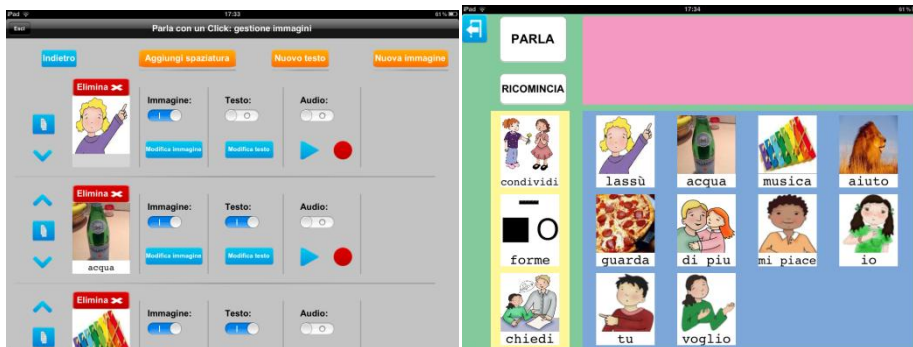 iPad 17:33 61%
Esci Parla con un Click: gestione immagini
Indietro Aggiungi spaziatura Nuovo testo Nuova immagine
Elimina
Immagine: Testo: Audio:
Modifica immagine Modifica testo
Elimina
Immagine: Testo: Audio:
Modifica immagine Modifica testo
acqua
Elimina
Immagine: Testo: Audio:
iPad 17:34 61%
PARLA
RICOMINCIA
condividi lassù acqua musica aiuto
forme guarda di piu mi piace io
chiedi tu voglio